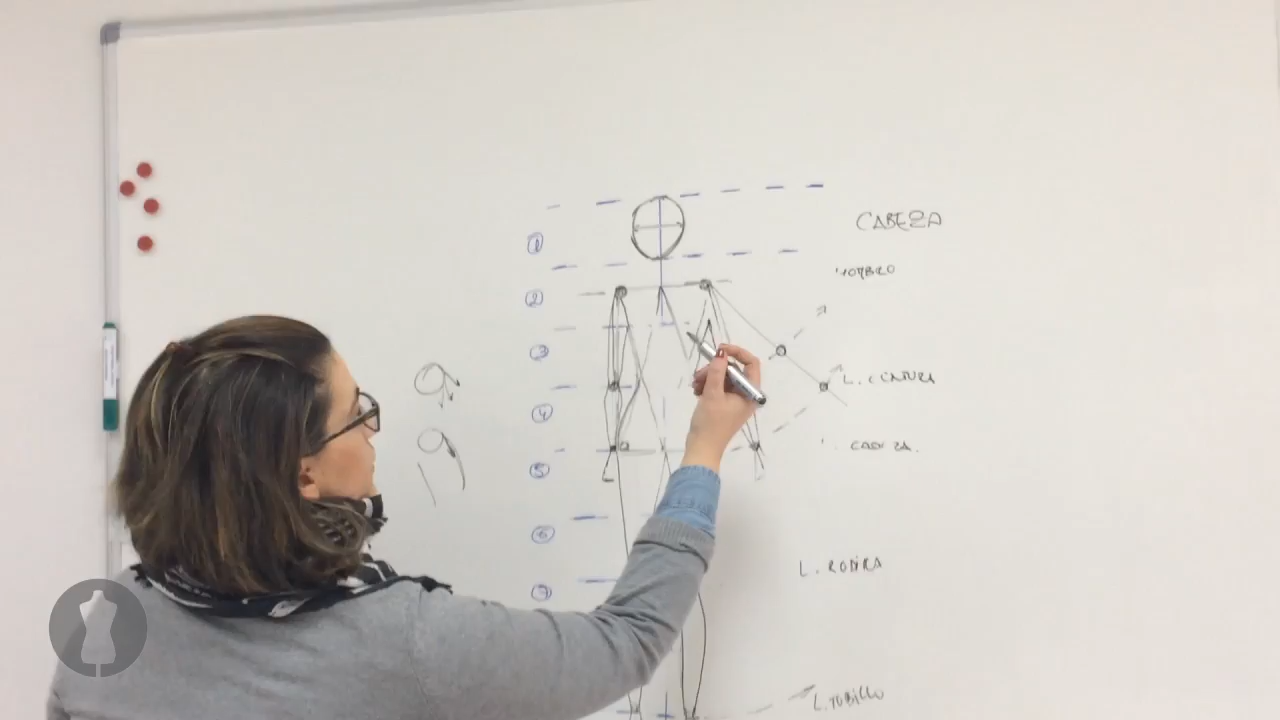 CABEZA
1
HOMBRO
2
3
L. CINTURA
4
L. CADERA.
5
6
L. RODILLA
7
L. TOBILLO